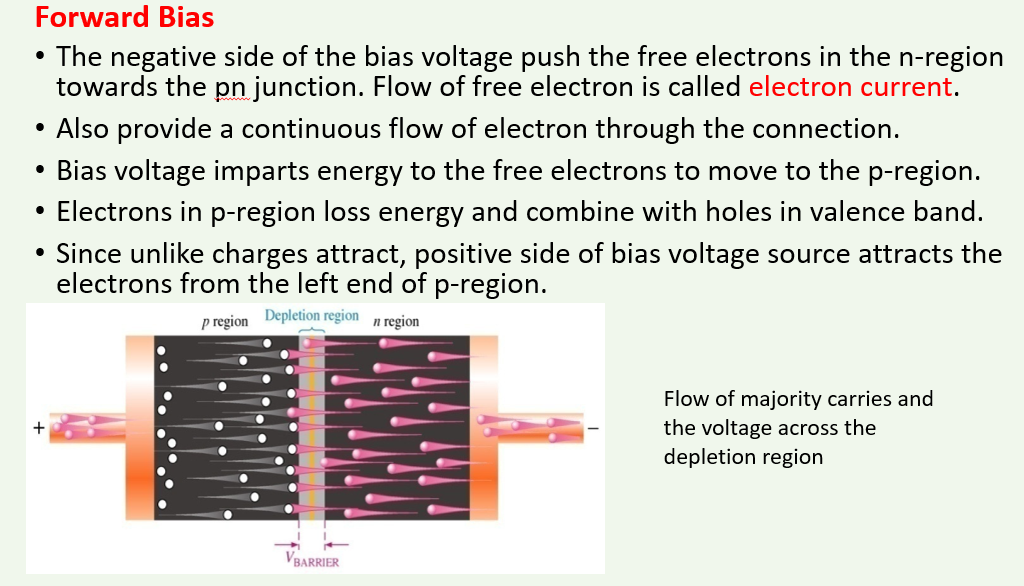 Forward Bias
• The negative side of the bias voltage push the free electrons in the n-region
towards the pn junction. Flow of free electron is called electron current.
• Also provide a continuous flow of electron through the connection.
• Bias voltage imparts energy to the free electrons to move to the p-region.
• Electrons in p-region loss energy and combine with holes in valence band.
• Since unlike charges attract, positive side of bias voltage source attracts the
electrons from the left end of p-region.
p region Depletion region n region
+ −
VBARRIER
Flow of majority carries and
the voltage across the
depletion region